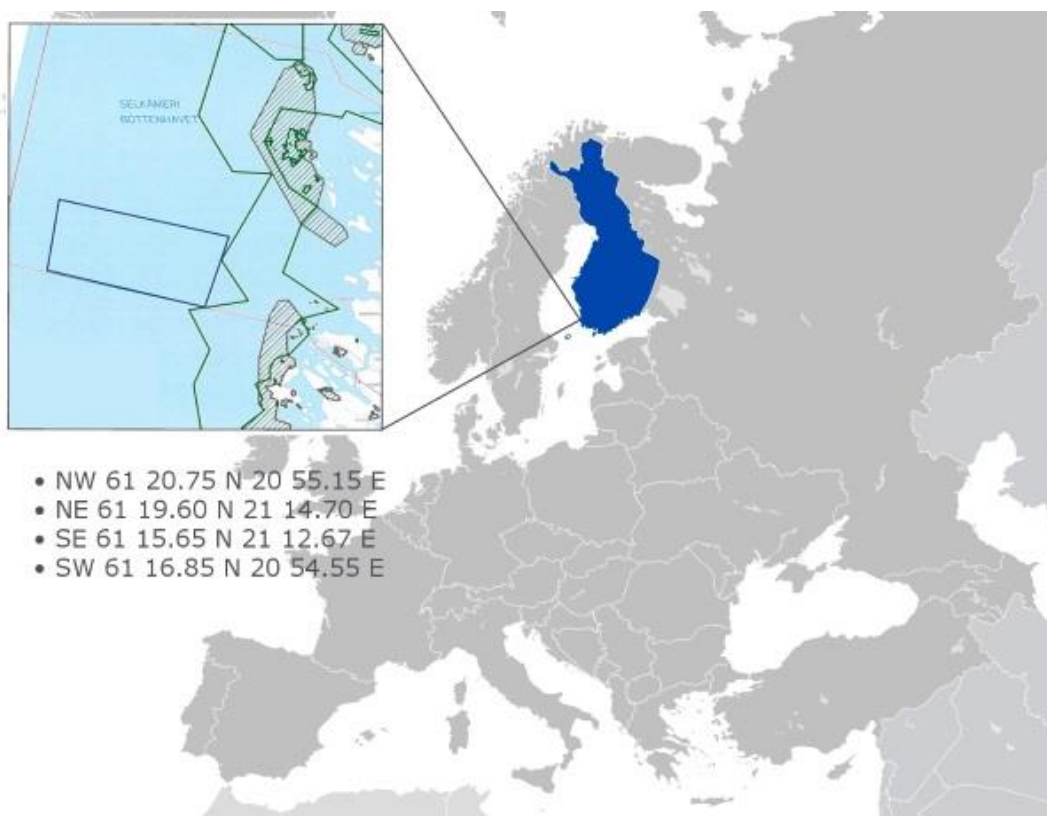 SELKÄMERI
BOTTENHAVET
• NW 61 20.75 N 20 55.15 E
• NE 61 19.60 N 21 14.70 E
• SE 61 15.65 N 21 12.67 E
• SW 61 16.85 N 20 54.55 E